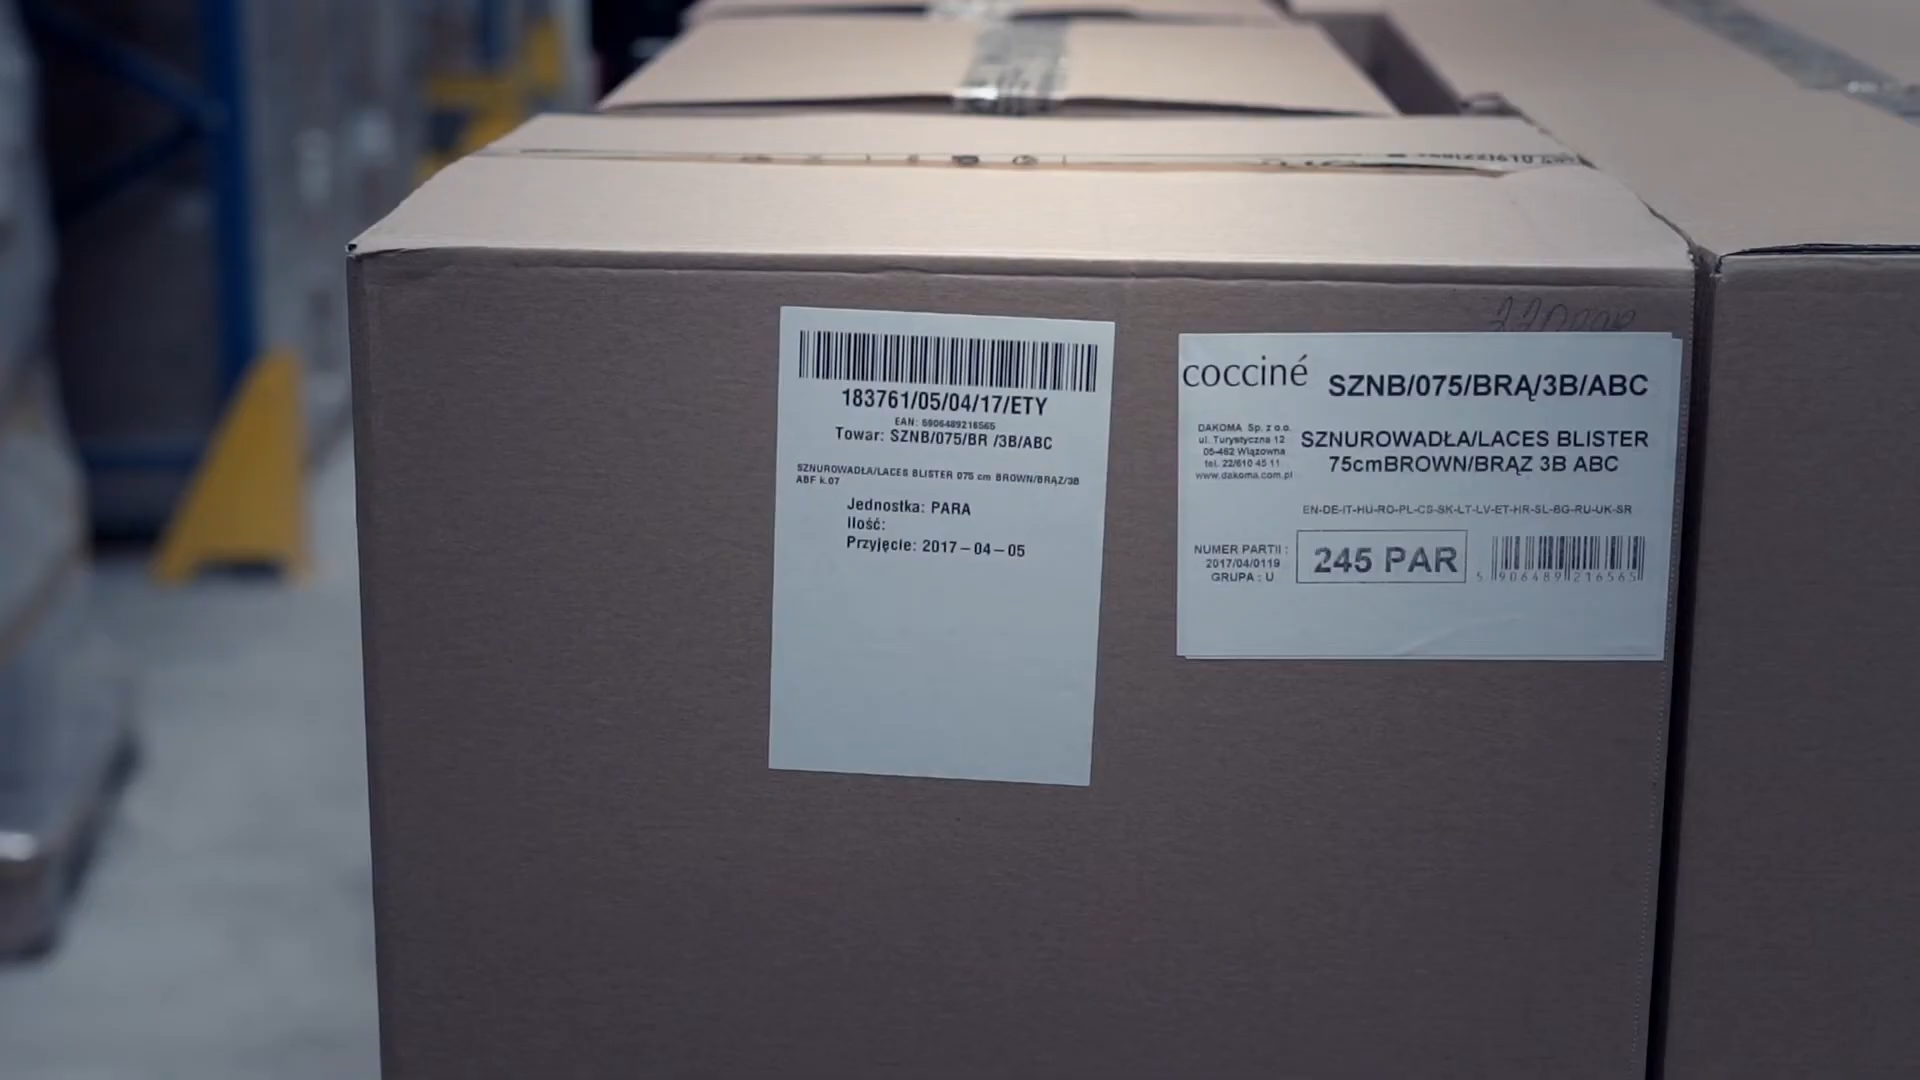 183761/05/04/17/ETY
EAN: 5906489216565
Towar: SZNB/075/BR /3B/ABC
SZNUROWADŁA/LACES BLISTER 075 cm BROWN/BRĄZ/3B
ABF k.07
Jednostka: PARA
Ilość:
Przyjęcie: 2017-04-05
cocciné
SZNB/075/BRĄ/3B/ABC
DAKOMA Sp. z o.o.
ul. Turystyczna 12
05-462 Wiązowna
tel. 22/610 45 11
www.dakoma.com.pl
SZNUROWADŁA/LACES BLISTER
75cmBROWN/BRĄZ 3B ABC
EN-DE-IT-HU-RO-PL-CS-SK-LT-LV-ET-HR-SL-BG-RU-UK-SR
NUMER PARTII :
2017/04/0119
GRUPA : U
245 PAR
5 906489 216565